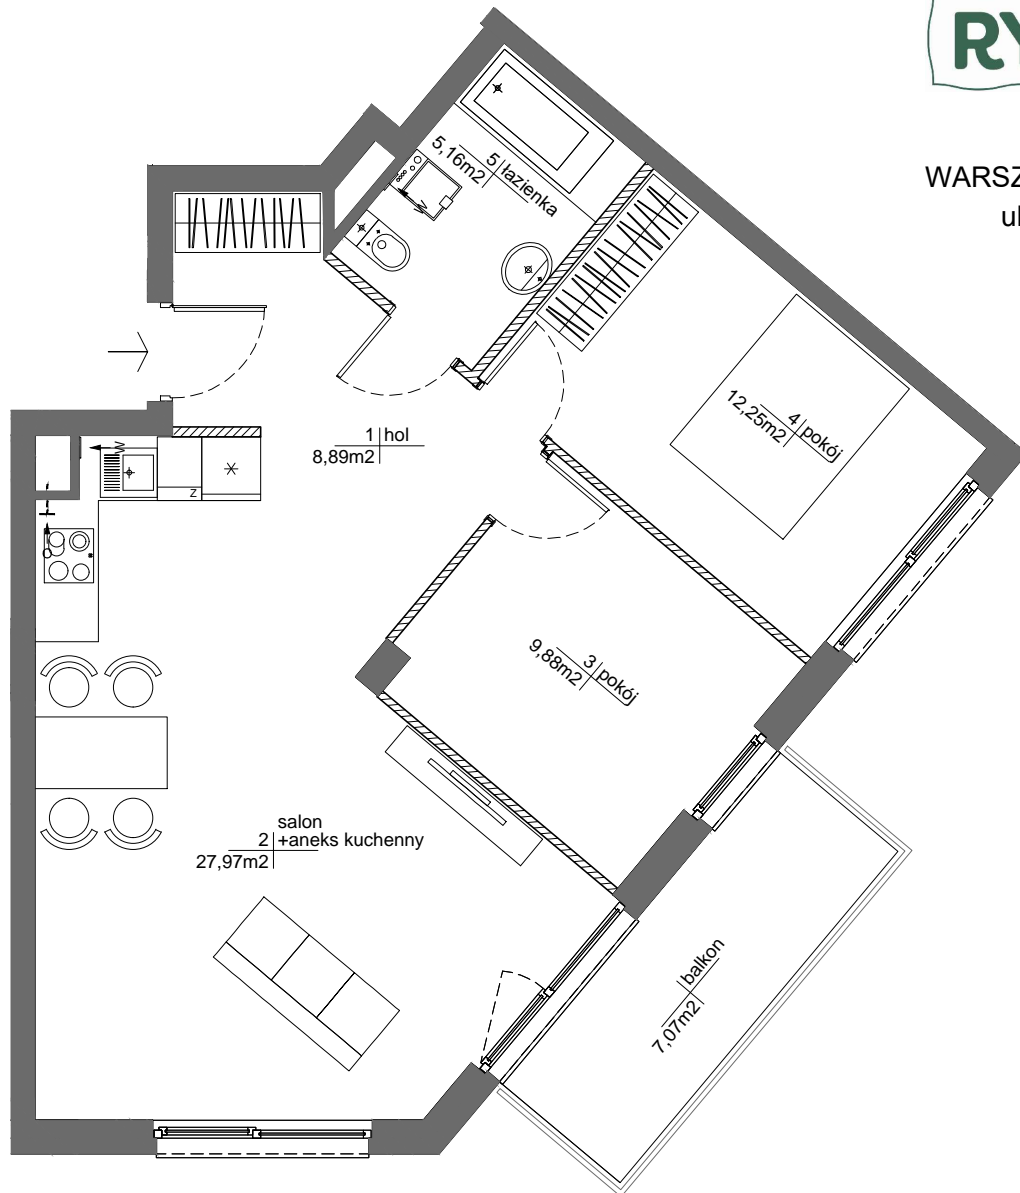 RY
WARSZ
ul
5 łazienka
5,16m2
4 pokój
12,25m2
1 hol
8,89m2
W
W
Z
3 pokój
9,88m2
salon
2 +aneks kuchenny
27,97m2
balkon
7,07m2